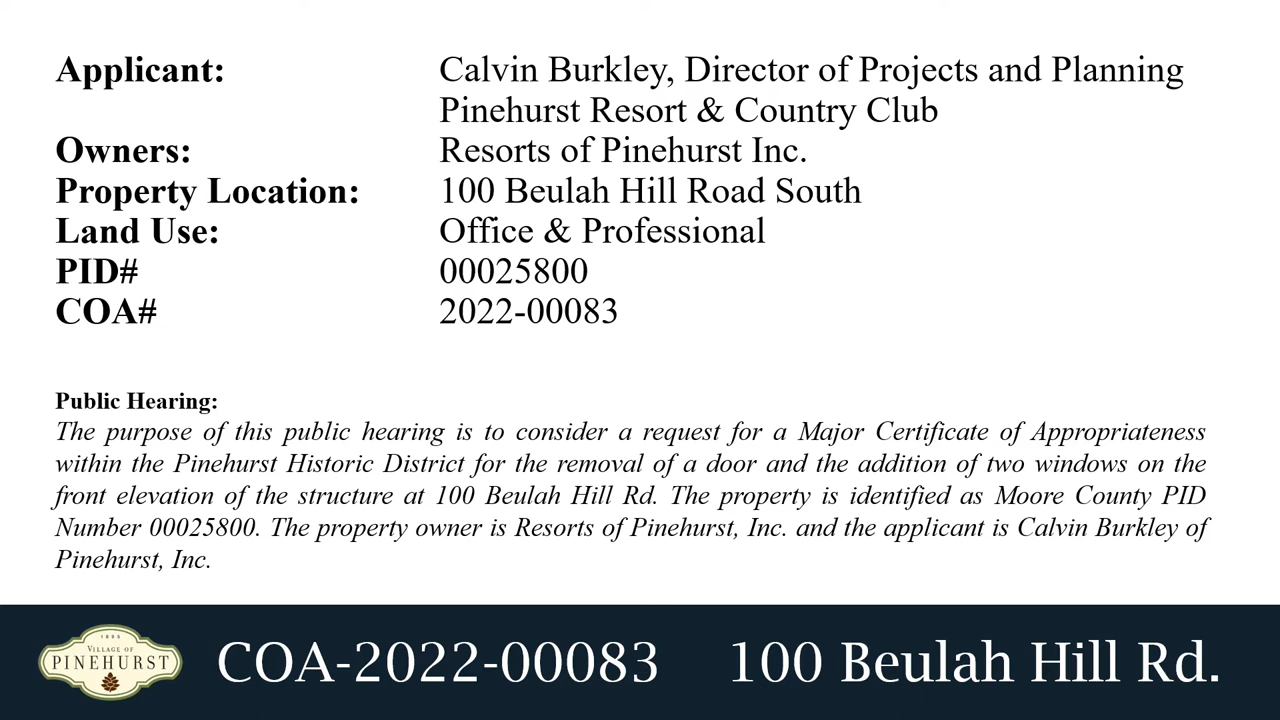 Applicant: Calvin Burkley, Director of Projects and Planning
Pinehurst Resort & Country Club
Owners: Resorts of Pinehurst Inc.
Property Location: 100 Beulah Hill Road South
Land Use: Office & Professional
PID# 00025800
COA# 2022-00083
Public Hearing:
The purpose of this public hearing is to consider a request for a Major Certificate of Appropriateness
within the Pinehurst Historic District for the removal of a door and the addition of two windows on the
front elevation of the structure at 100 Beulah Hill Rd. The property is identified as Moore County PID
Number 00025800. The property owner is Resorts of Pinehurst, Inc. and the applicant is Calvin Burkley of
Pinehurst, Inc.
1895
VILLAGE OF
PINEHURST
COA-2022-00083 100 Beulah Hill Rd.